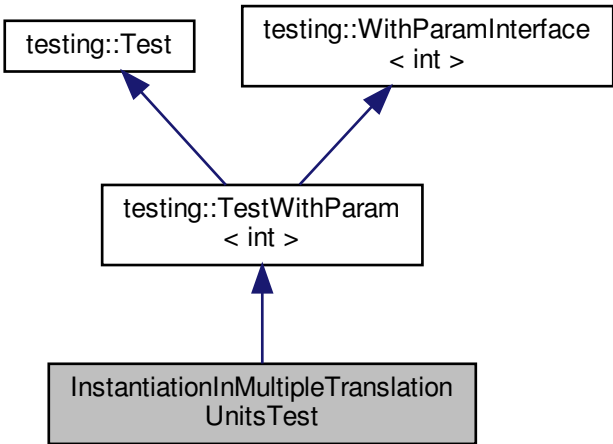 testing::Test
testing::WithParamInterface
< int >
testing::TestWithParam
< int >
InstantiationInMultipleTranslation
UnitsTest